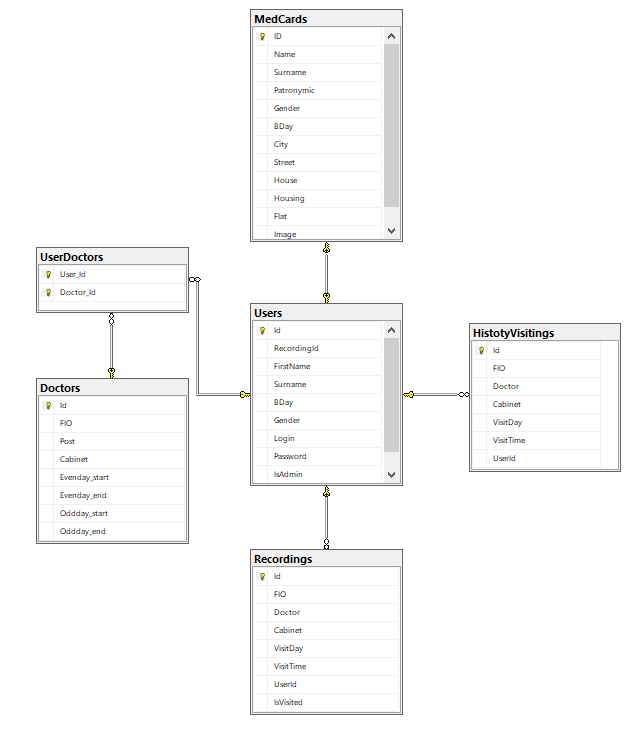 MedCards
ID
Name
Surname
Patronymic
Gender
BDay
City
Street
House
Housing
Flat
Image
UserDoctors
User_Id
Doctor_Id
Users
Id
RecordingId
FirstName
Surname
BDay
Gender
Login
Password
IsAdmin
HistotyVisitings
Id
FIO
Doctor
Cabinet
VisitDay
VisitTime
UserId
Doctors
Id
FIO
Post
Cabinet
Evenday_start
Evenday_end
Oddday_start
Oddday_end
Recordings
Id
FIO
Doctor
Cabinet
VisitDay
VisitTime
UserId
IsVisited